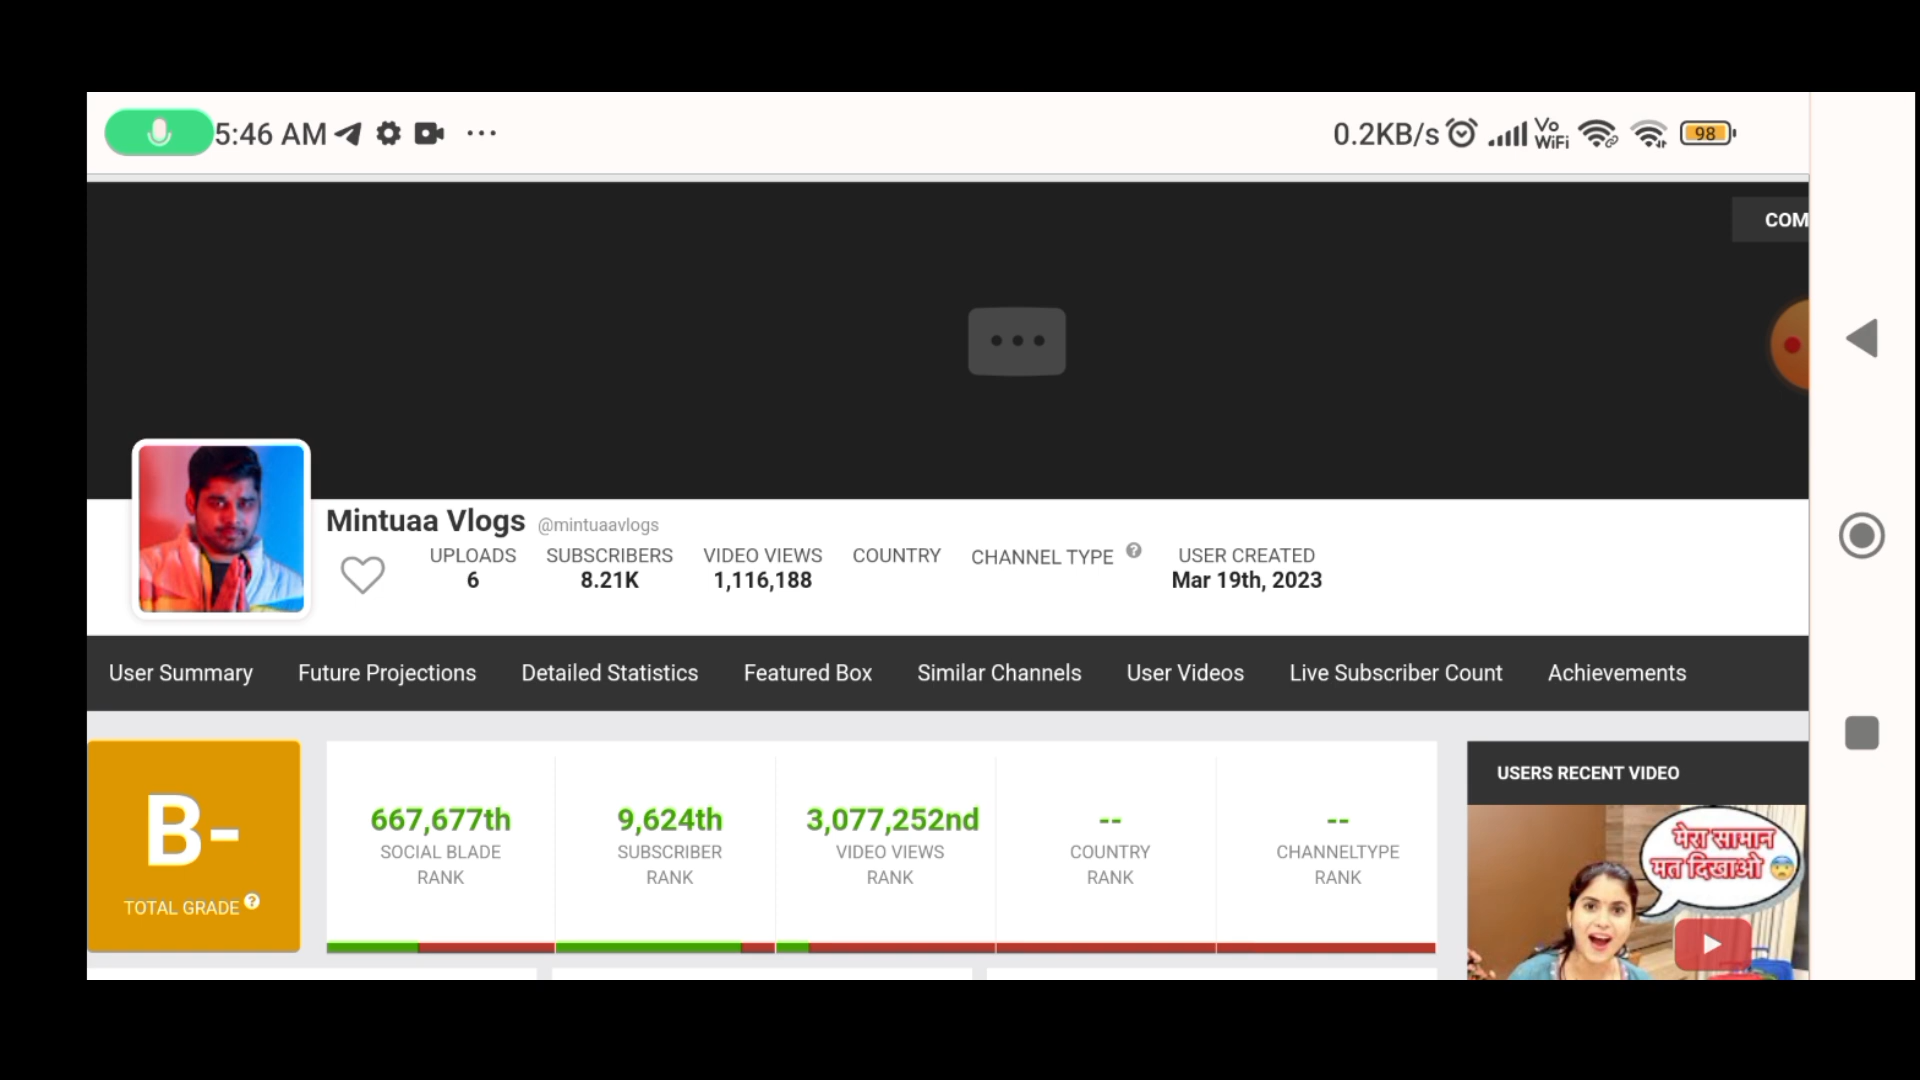 5:46 AM ...
0.2KB/s Vo WiFi 98
COM
Mintuaa Vlogs @mintuaavlogs
UPLOADS SUBSCRIBERS VIDEO VIEWS COUNTRY CHANNEL TYPE ? USER CREATED
6 8.21K 1,116,188 Mar 19th, 2023
User Summary Future Projections Detailed Statistics Featured Box Similar Channels User Videos Live Subscriber Count Achievements
B-
TOTAL GRADE ?
667,677th 9,624th 3,077,252nd -- --
SOCIAL BLADE SUBSCRIBER VIDEO VIEWS COUNTRY CHANNELTYPE
RANK RANK RANK RANK RANK
USERS RECENT VIDEO
मेरा सामान
मत दिखाओ